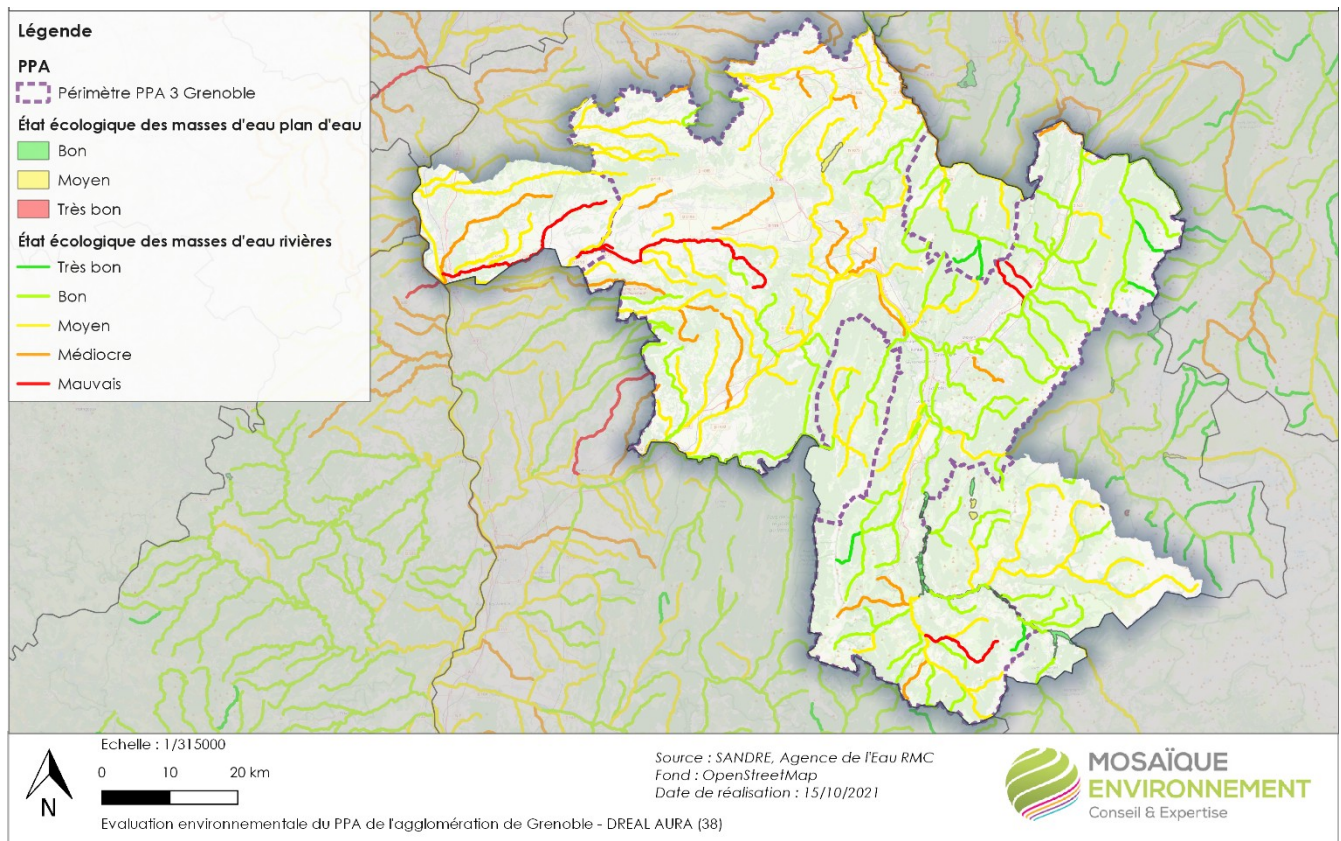 Légende
PPA
Périmètre PPA 3 Grenoble
État écologique des masses d'eau plan d'eau
Bon
Moyen
Très bon
État écologique des masses d'eau rivières
Très bon
Bon
Moyen
Médiocre
Mauvais
N
Echelle : 1/315000
0 10 20 km
Evaluation environnementale du PPA de l'agglomération de Grenoble - DREAL AURA (38)
Source : SANDRE, Agence de l'Eau RMC
Fond : OpenStreetMap
Date de réalisation : 15/10/2021
MOSAÏQUE
ENVIRONNEMENT
Conseil & Expertise